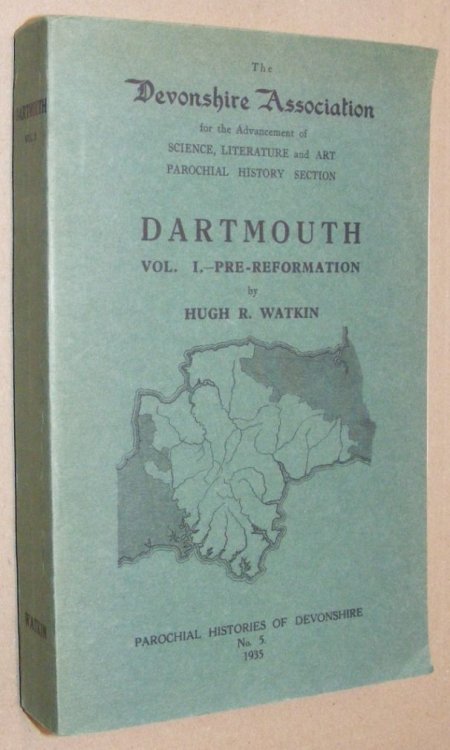 The
Devonshire Association
for the Advancement of
SCIENCE, LITERATURE and ART
PAROCHIAL HISTORY SECTION
DARTMOUTH
VOL. I.—PRE-REFORMATION
by
HUGH R. WATKIN
PAROCHIAL HISTORIES OF DEVONSHIRE
No. 5.
1935
DARTMOUTH
VOL. I
WATKIN